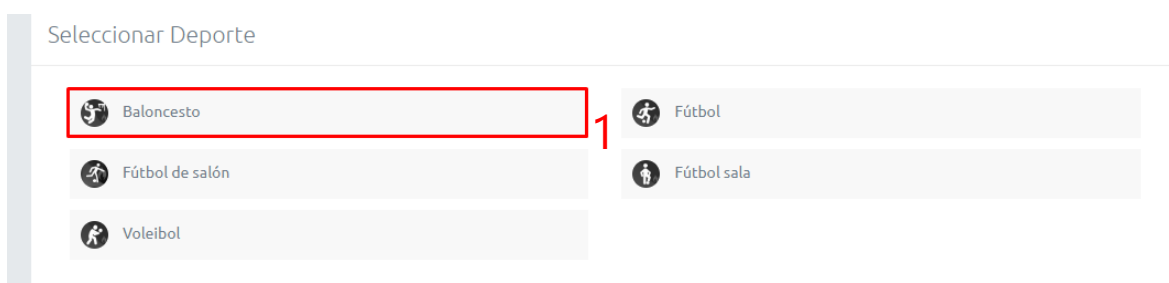 Seleccionar Deporte
Baloncesto
1
Fútbol
Fútbol de salón
Fútbol sala
Voleibol